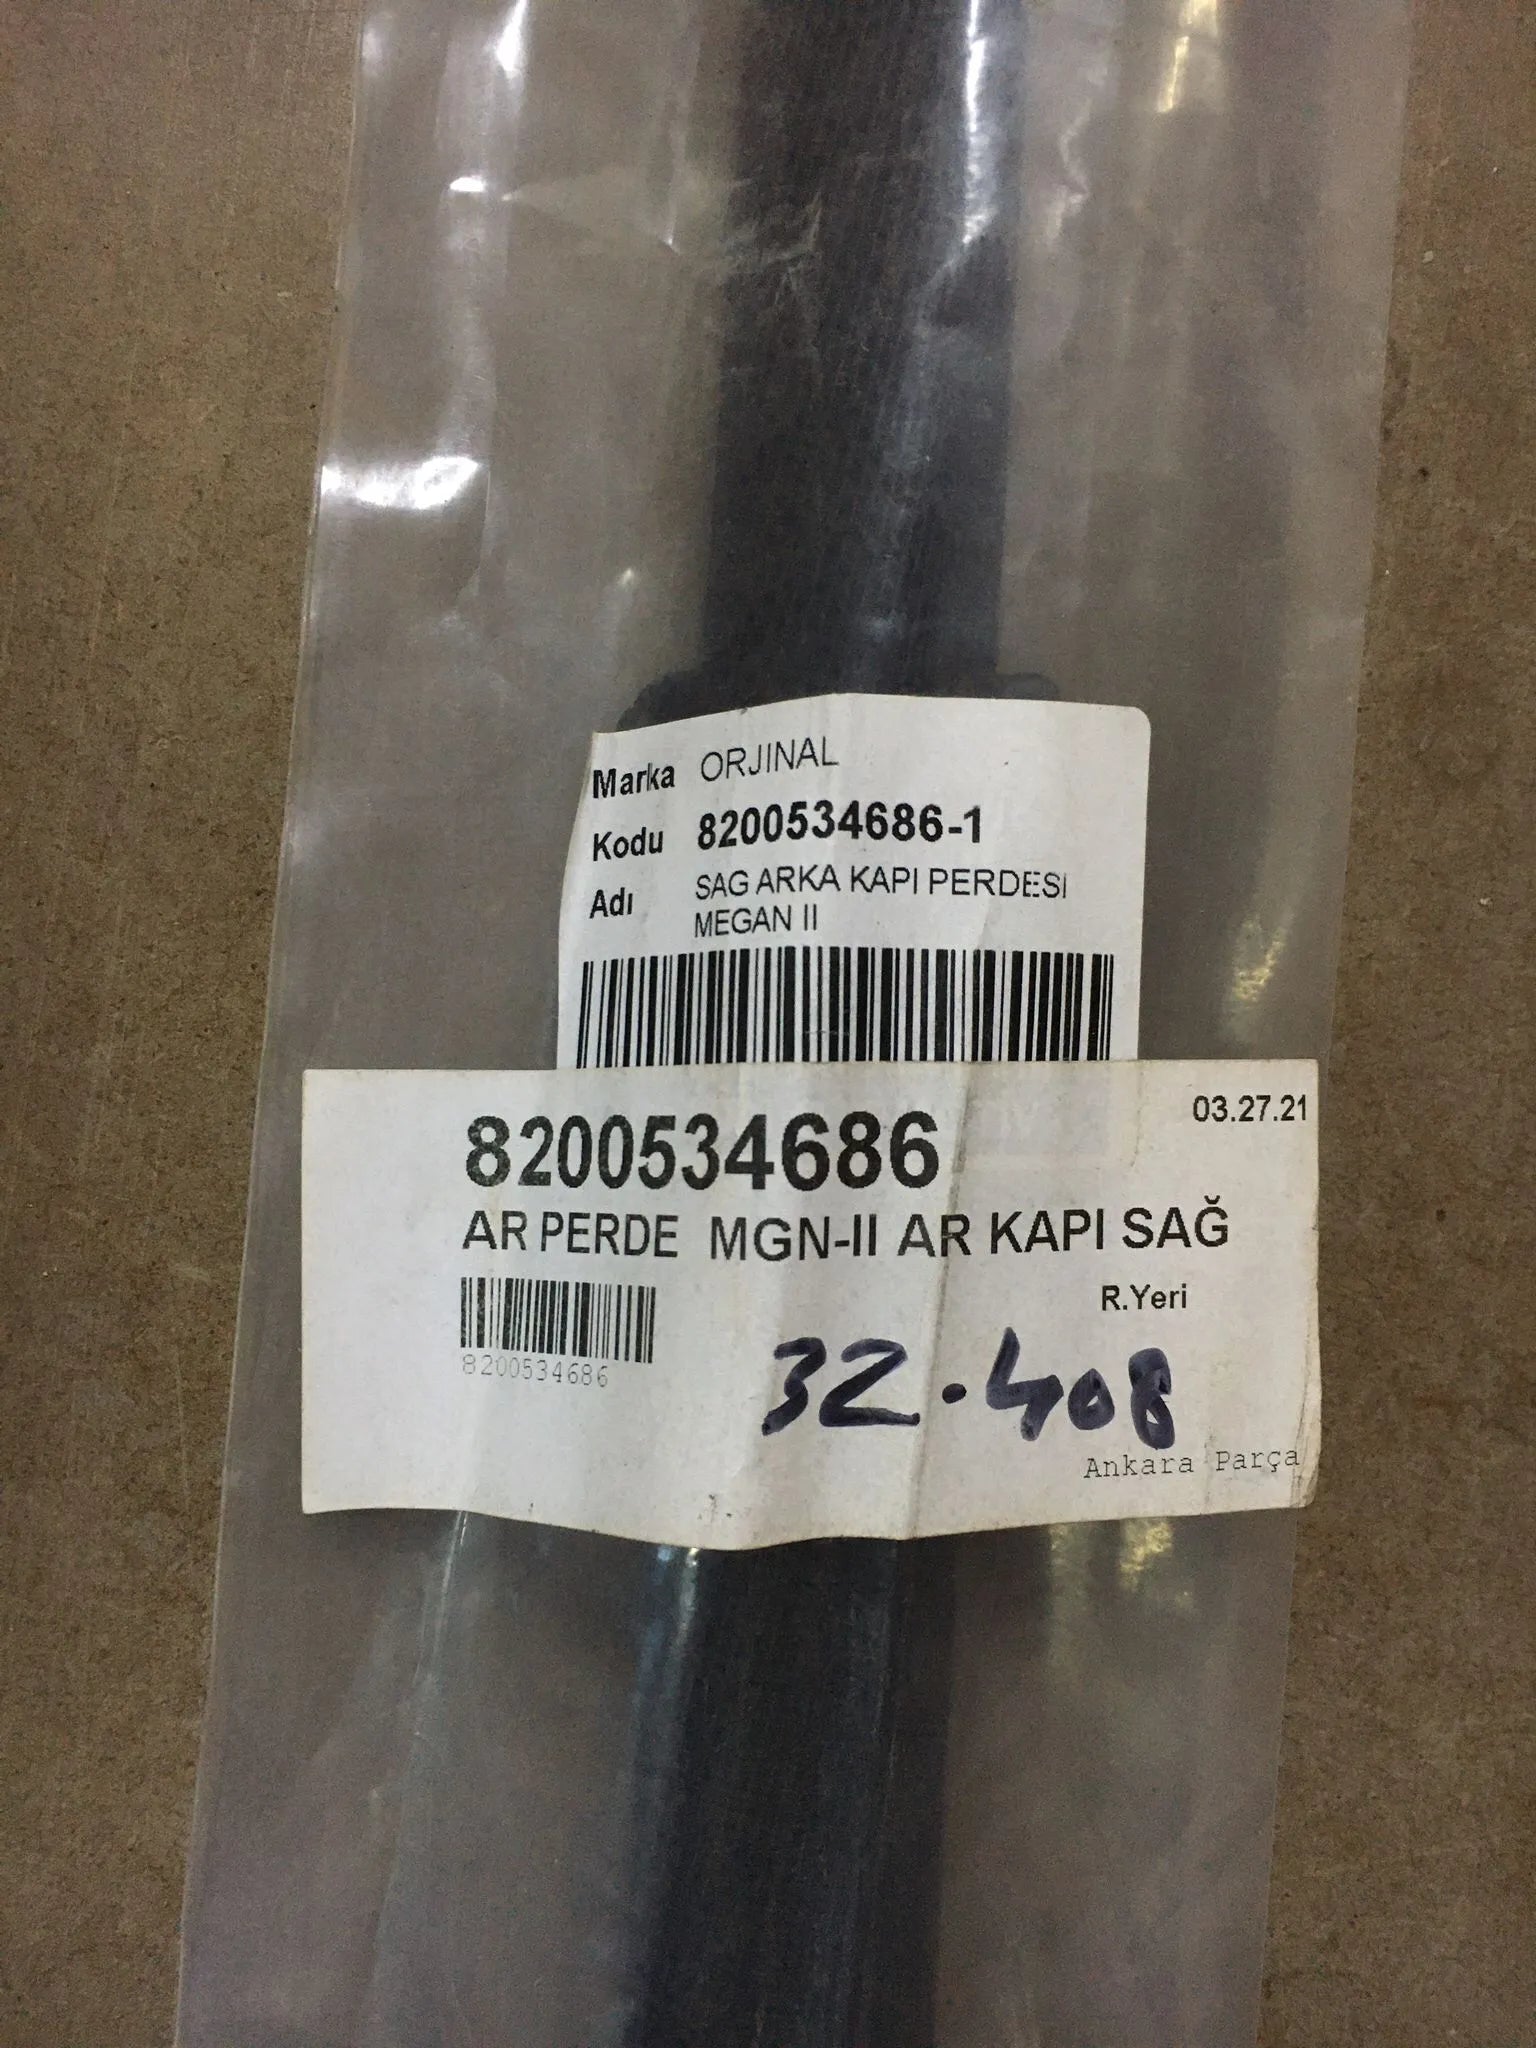 Marka ORJINAL
Kodu 8200534686-1
Adı SAG ARKA KAPI PERDESI
MEGAN II
03.27.21
8200534686
AR PERDE MGN-II AR KAPI SAĞ
R.Yeri
8200534686
32.408
Ankara Parça